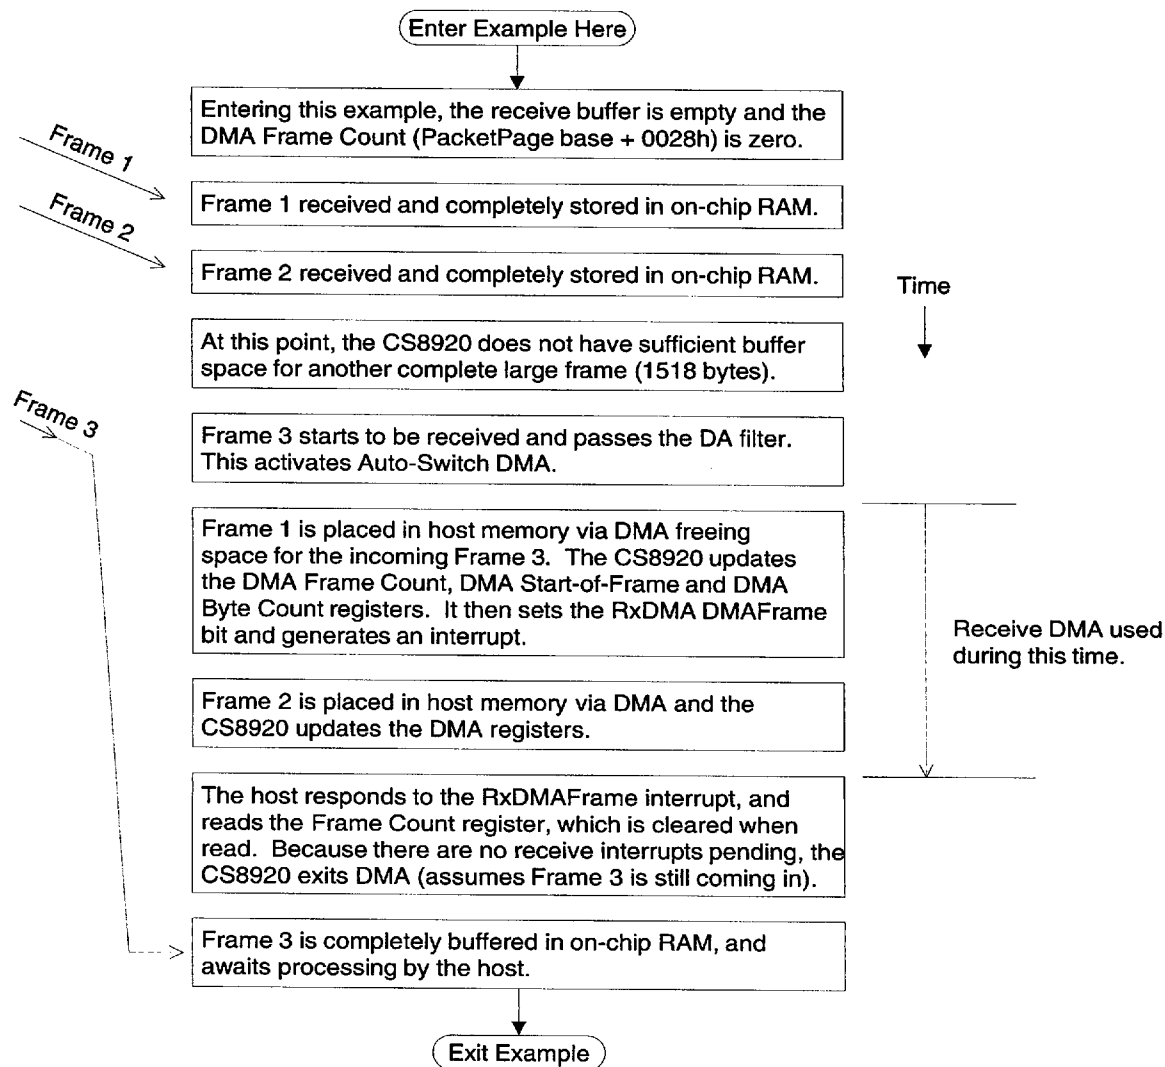 Enter Example Here
Entering this example, the receive buffer is empty and the
DMA Frame Count (PacketPage base + 0028h) is zero.
Frame 1
Frame 1 received and completely stored in on-chip RAM.
Frame 2
Frame 2 received and completely stored in on-chip RAM.
Time
At this point, the CS8920 does not have sufficient buffer
space for another complete large frame (1518 bytes).
Frame 3
Frame 3 starts to be received and passes the DA filter.
This activates Auto-Switch DMA.
Frame 1 is placed in host memory via DMA freeing
space for the incoming Frame 3. The CS8920 updates
the DMA Frame Count, DMA Start-of-Frame and DMA
Byte Count registers. It then sets the RxDMA DMAFrame
bit and generates an interrupt.
Receive DMA used
during this time.
Frame 2 is placed in host memory via DMA and the
CS8920 updates the DMA registers.
The host responds to the RxDMAFrame interrupt, and
reads the Frame Count register, which is cleared when
read. Because there are no receive interrupts pending, the
CS8920 exits DMA (assumes Frame 3 is still coming in).
Frame 3 is completely buffered in on-chip RAM, and
awaits processing by the host.
Exit Example